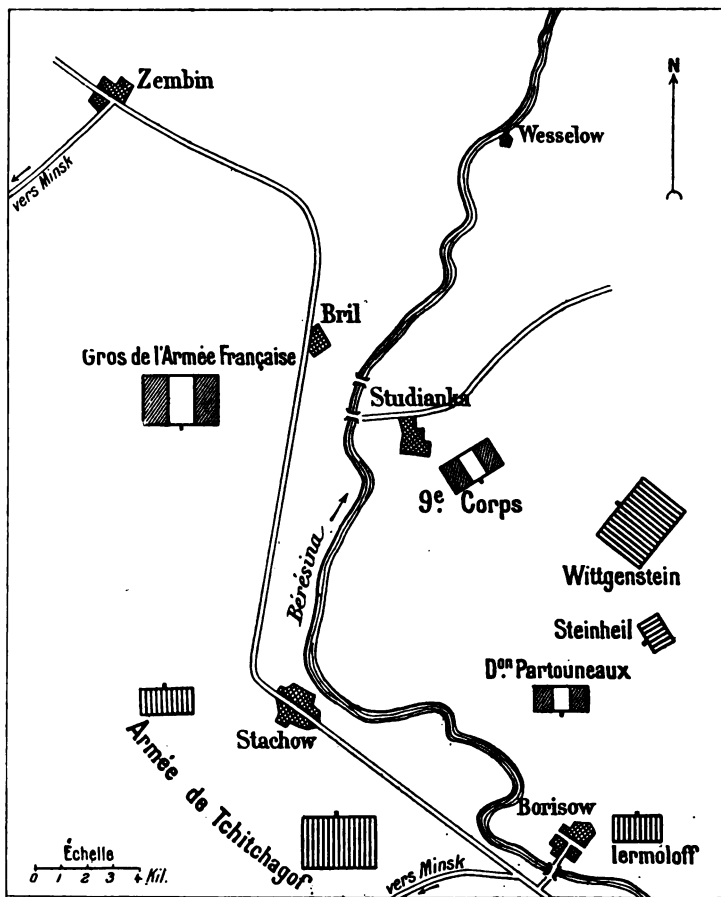 Zembin
N
Wesselow
vers Minsk
Bril
Gros de l'Armée Française
Studianka
9e. Corps
Bérésina
Wittgenstein
Steinheil
Don. Partouneaux
Stachow
Armée de Tchitchagof
Borisow
Iermoloff
Échelle
0 1 2 3 4 Kil.
vers Minsk